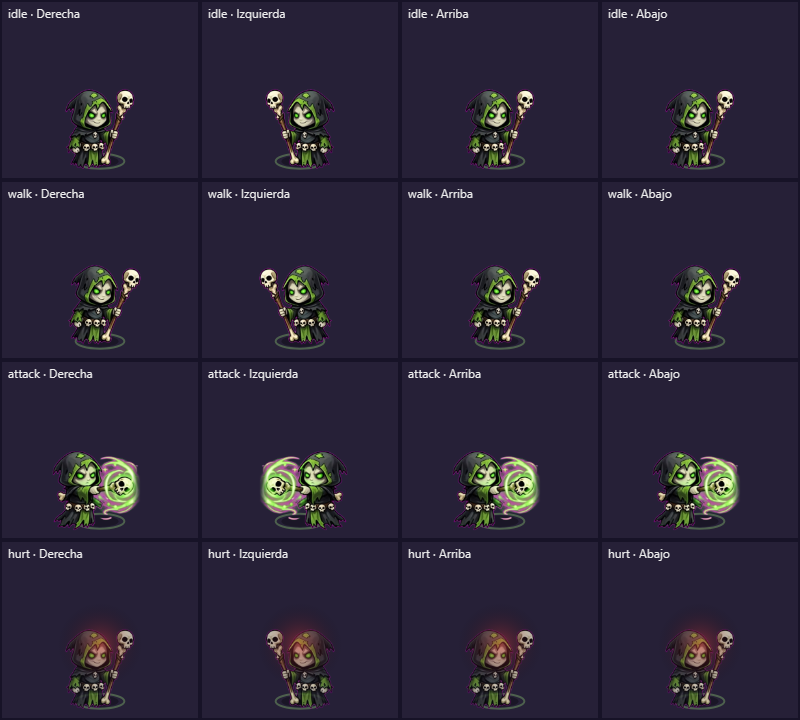 idle · Derecha
idle · Izquierda
idle · Arriba
idle · Abajo
walk · Derecha
walk · Izquierda
walk · Arriba
walk · Abajo
attack · Derecha
attack · Izquierda
attack · Arriba
attack · Abajo
hurt · Derecha
hurt · Izquierda
hurt · Arriba
hurt · Abajo